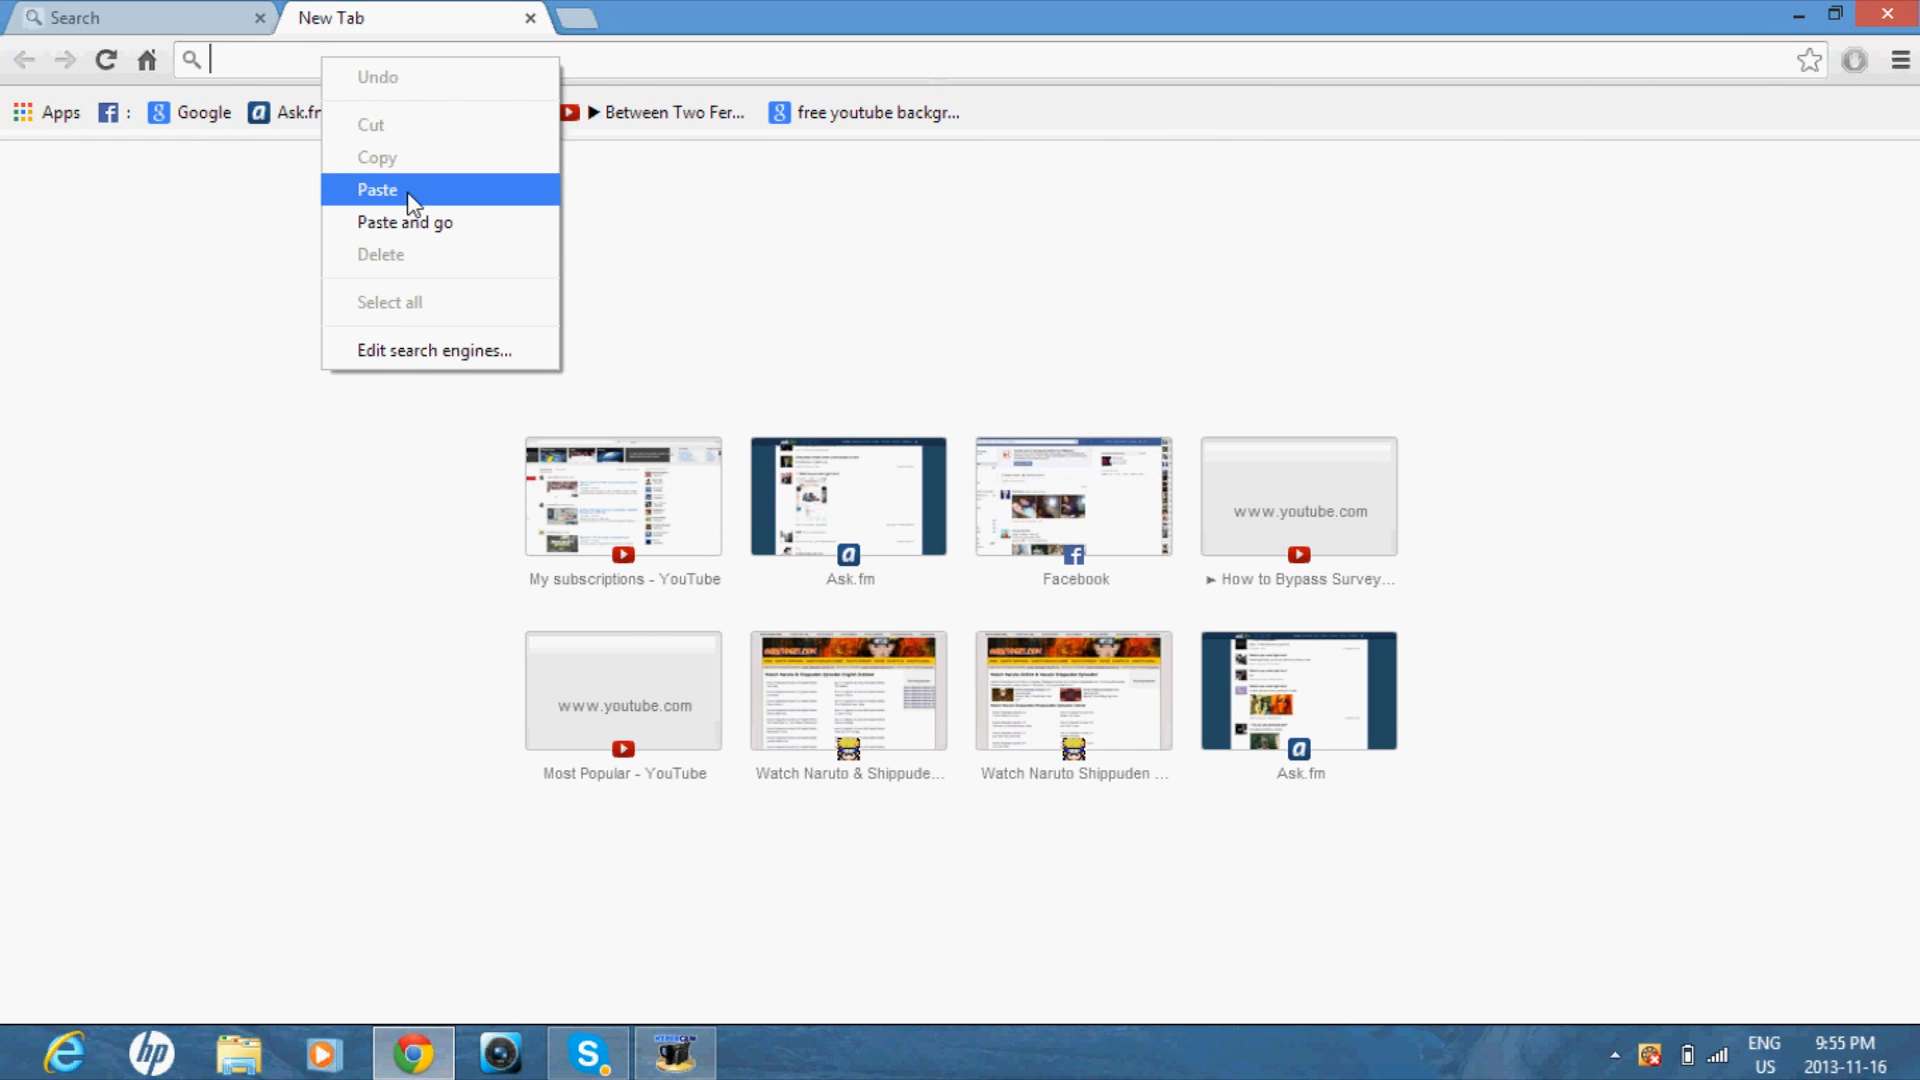 Search
New Tab
Undo
Cut
Copy
Paste
Paste and go
Delete
Select all
Edit search engines...
Apps
:
Google
Ask.fr
▶ Between Two Fer...
free youtube backgr...
www.youtube.com
My subscriptions - YouTube
Ask.fm
Facebook
► How to Bypass Survey...
www.youtube.com
Most Popular - YouTube
Watch Naruto & Shippude...
Watch Naruto Shippuden ...
Ask.fm
HYPERCAM
ENG
US
9:55 PM
2013-11-16